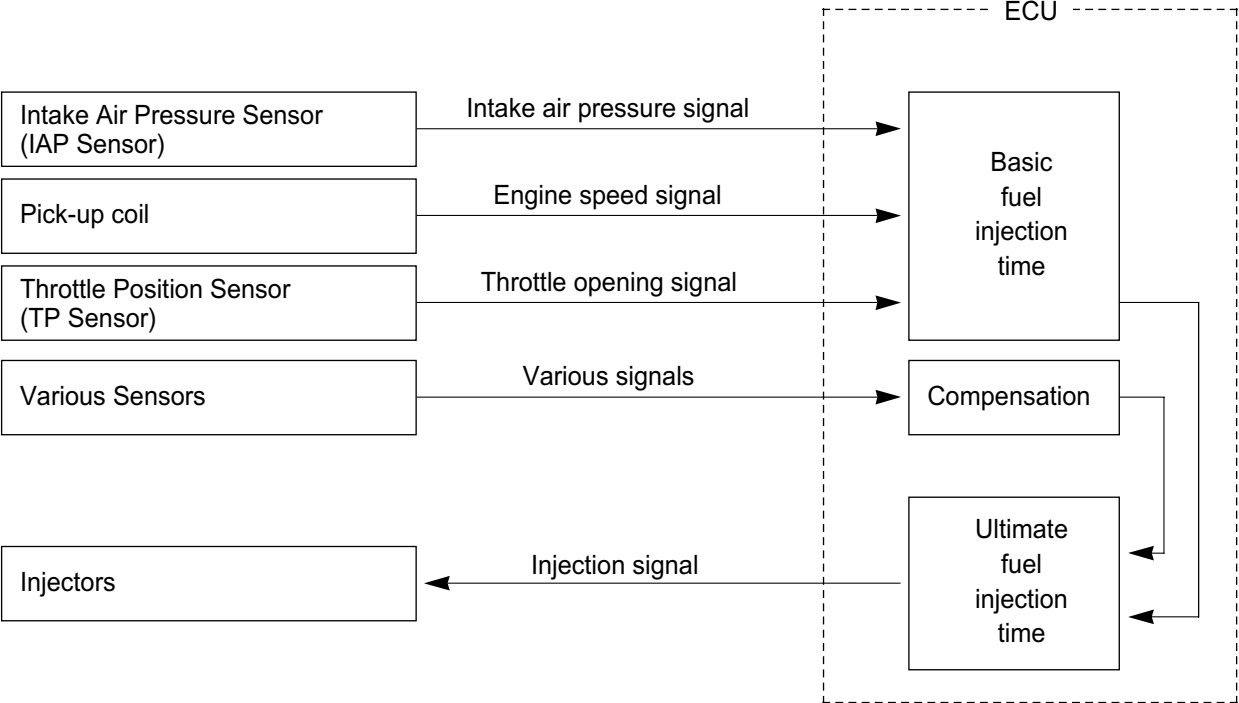 ECU
Intake Air Pressure Sensor
(IAP Sensor)
Intake air pressure signal
Pick-up coil
Engine speed signal
Throttle Position Sensor
(TP Sensor)
Throttle opening signal
Basic
fuel
injection
time
Various Sensors
Various signals
Compensation
Injectors
Injection signal
Ultimate
fuel
injection
time